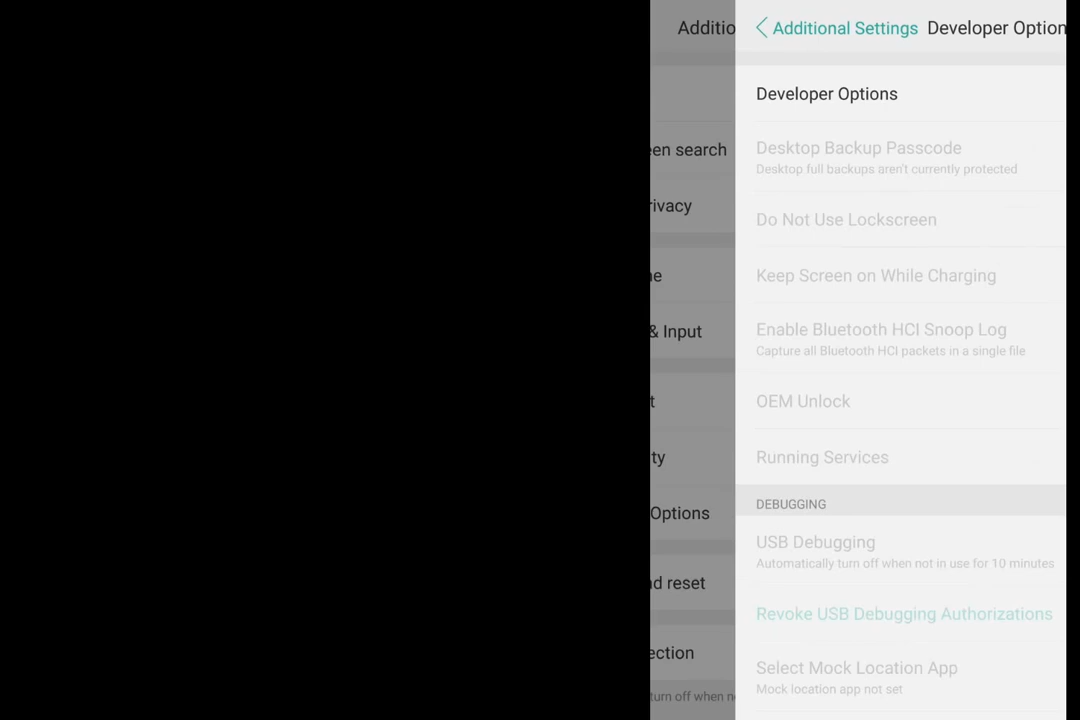 Additio
een search
rivacy
ne
& Input
t
ty
Options
nd reset
ection
turn off when n
Additional Settings Developer Option
Developer Options
Desktop Backup Passcode
Desktop full backups aren't currently protected
Do Not Use Lockscreen
Keep Screen on While Charging
Enable Bluetooth HCI Snoop Log
Capture all Bluetooth HCI packets in a single file
OEM Unlock
Running Services
DEBUGGING
USB Debugging
Automatically turn off when not in use for 10 minutes
Revoke USB Debugging Authorizations
Select Mock Location App
Mock location app not set